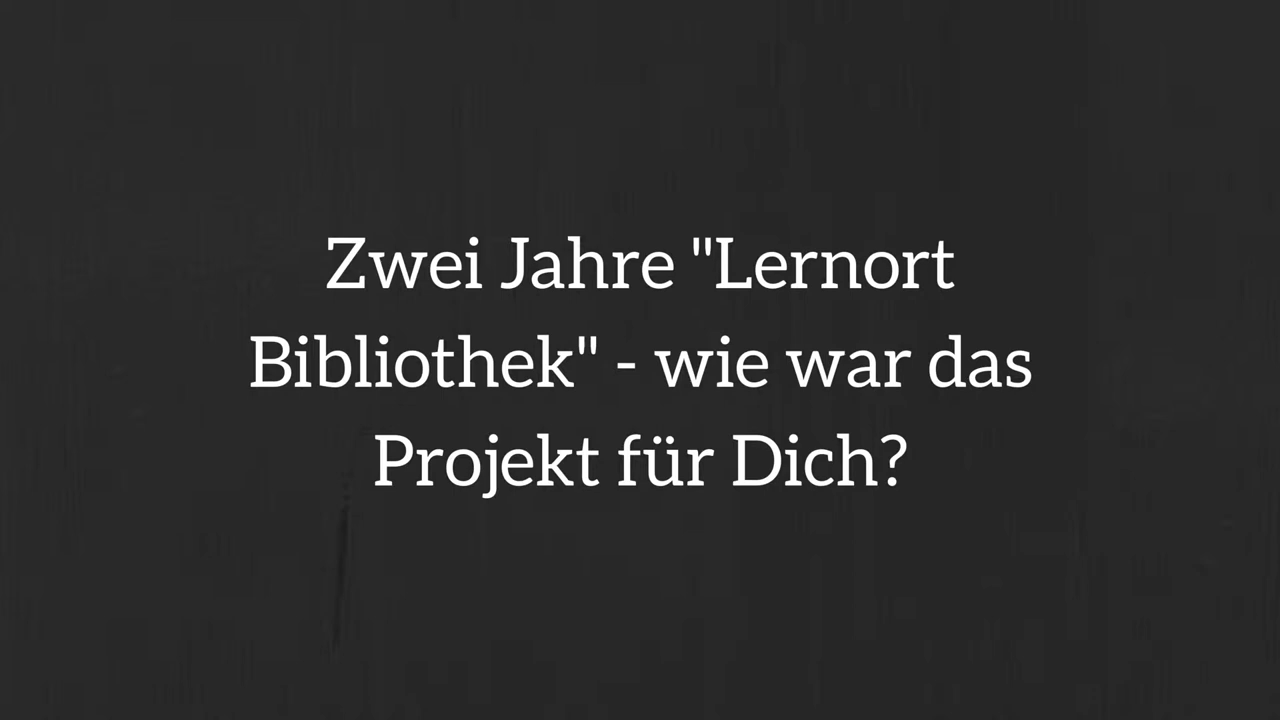 Zwei Jahre "Lernort
Bibliothek" - wie war das
Projekt für Dich?